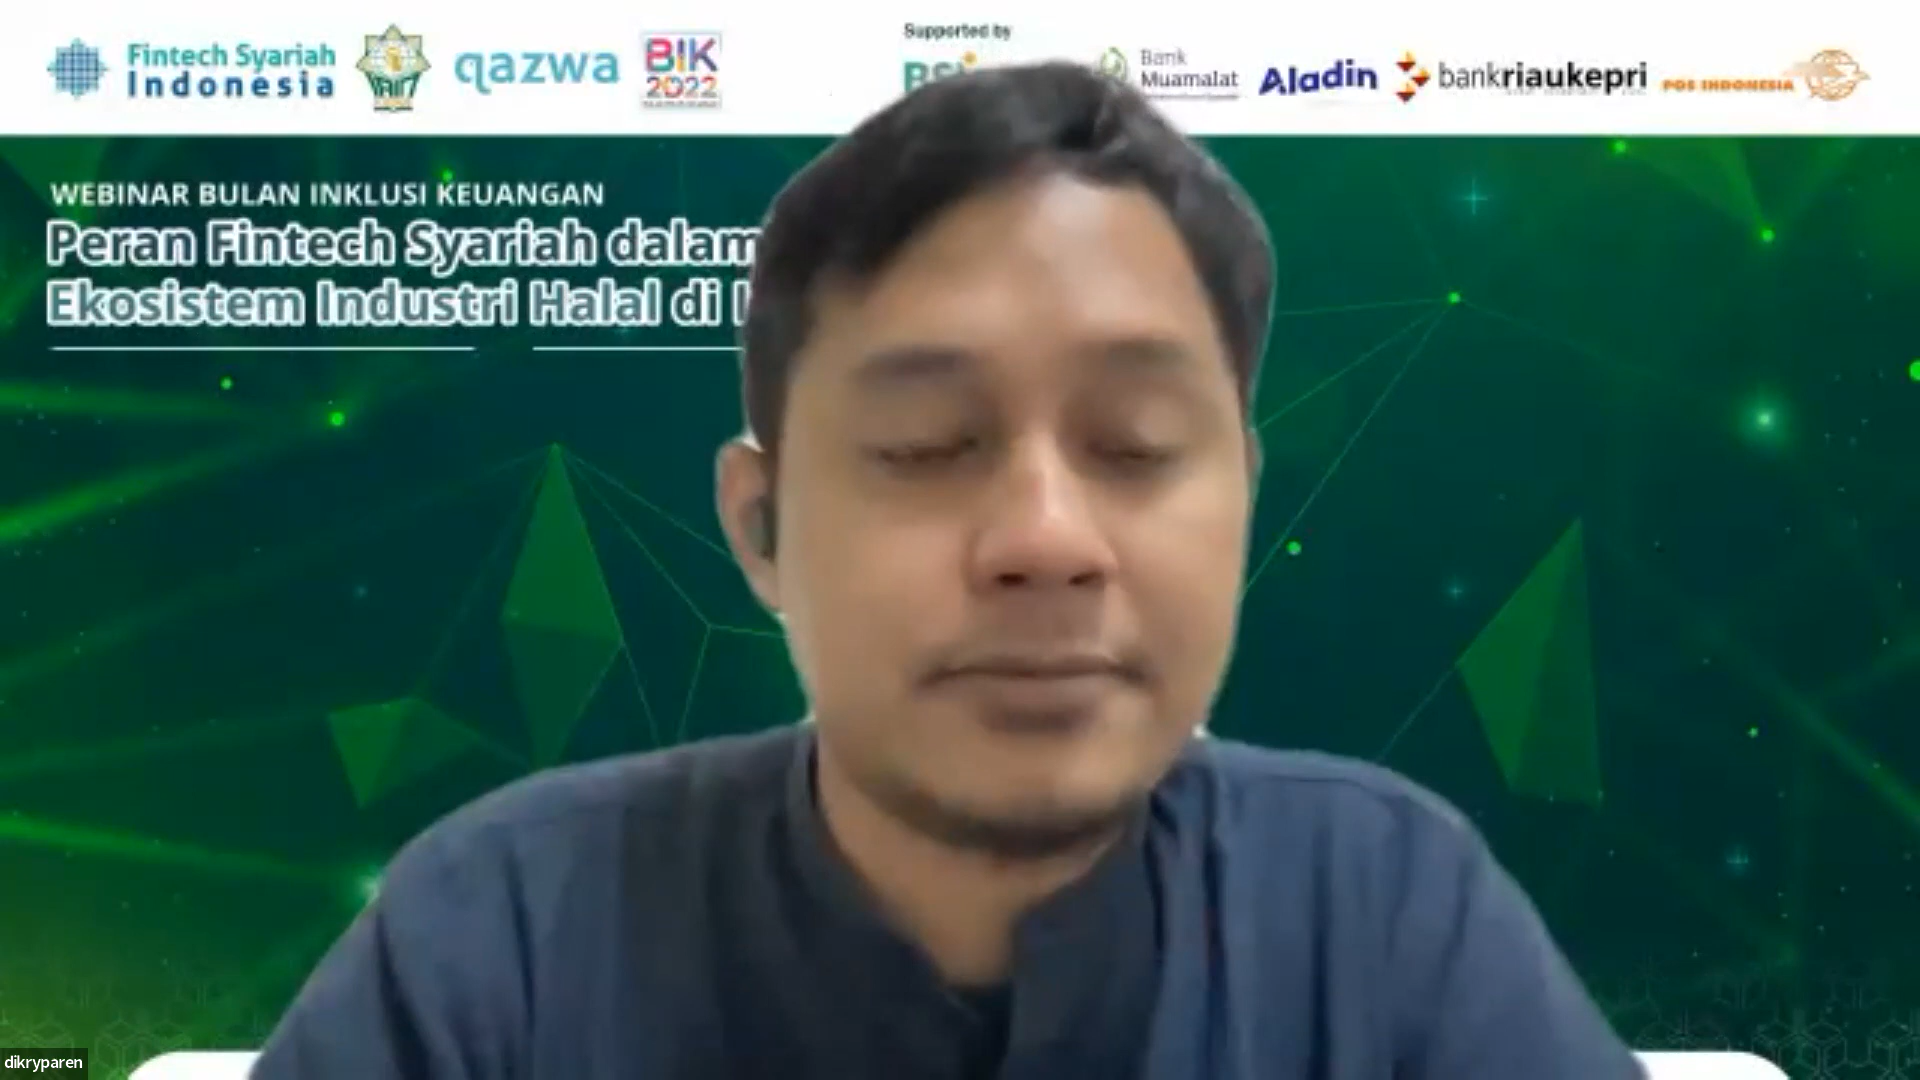 Supported by
Fintech Syariah
Indonesia
qazwa
BIK
2022
Bank
Muamalat
Aladin
bankriaukepri
POS INDONESIA
WEBINAR BULAN INKLUSI KEUANGAN
Peran Fintech Syariah dalam
Ekosistem Industri Halal di
dikryparen